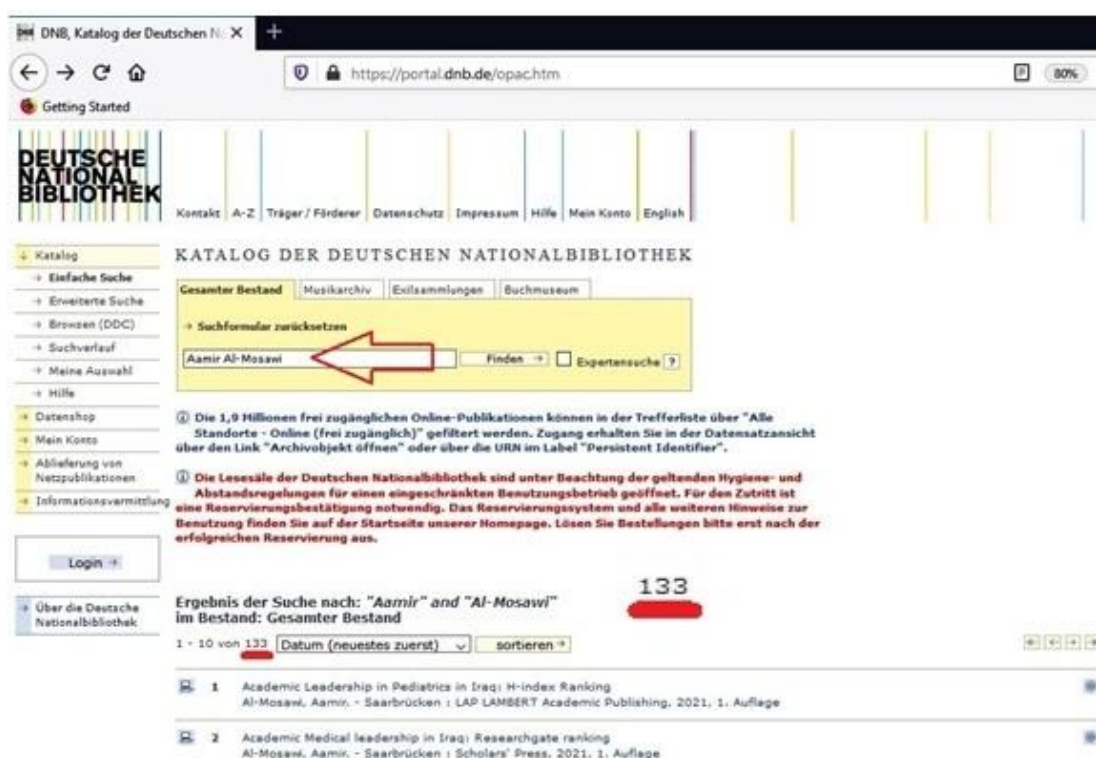 DNB, Katalog der Deutschen N
https://portal.dnb.de/opac.htm
80%
Getting Started
DEUTSCHE
NATIONAL
BIBLIOTHEK
Kontakt A-Z Träger / Förderer Datenschutz Impressum Hilfe Mein Konto English
Katalog
Einfache Suche
Erweiterte Suche
Browsen (DDC)
Suchverlauf
Meine Auswahl
Hilfe
Datenshop
Mein Konto
Ablieferung von
Netzpublikationen
Informationsvermittlung
Login
Über die Deutsche
Nationalbibliothek
KATALOG DER DEUTSCHEN NATIONALBIBLIOTHEK
Gesamter Bestand Musikarchiv Exilsammlungen Buchmuseum
Suchformular zurücksetzen
Aamir Al-Mosawi Finden Expertensuche ?
Die 1,9 Millionen frei zugänglichen Online-Publikationen können in der Trefferliste über "Alle
Standorte - Online (frei zugänglich)" gefiltert werden. Zugang erhalten Sie in der Datensatzansicht
über den Link "Archivobjekt öffnen" oder über die URN im Label "Persistent Identifier".
Die Lesesäle der Deutschen Nationalbibliothek sind unter Beachtung der geltenden Hygiene- und
Abstandsregelungen für einen eingeschränkten Benutzungsbetrieb geöffnet. Für den Zutritt ist
eine Reservierungsbestätigung notwendig. Das Reservierungssystem und alle weiteren Hinweise zur
Benutzung finden Sie auf der Startseite unserer Homepage. Lösen Sie Bestellungen bitte erst nach der
erfolgreichen Reservierung aus.
133
Ergebnis der Suche nach: "Aamir" and "Al-Mosawi"
im Bestand: Gesamter Bestand
1 - 10 von 133 Datum (neuestes zuerst) sortieren
1 Academic Leadership in Pediatrics in Iraq: H-index Ranking
Al-Mosawi, Aamir. - Saarbrücken : LAP LAMBERT Academic Publishing, 2021, 1. Auflage
2 Academic Medical leadership in Iraq: Researchgate ranking
Al-Mosawi, Aamir. - Saarbrücken : Scholars' Press, 2021, 1. Auflage